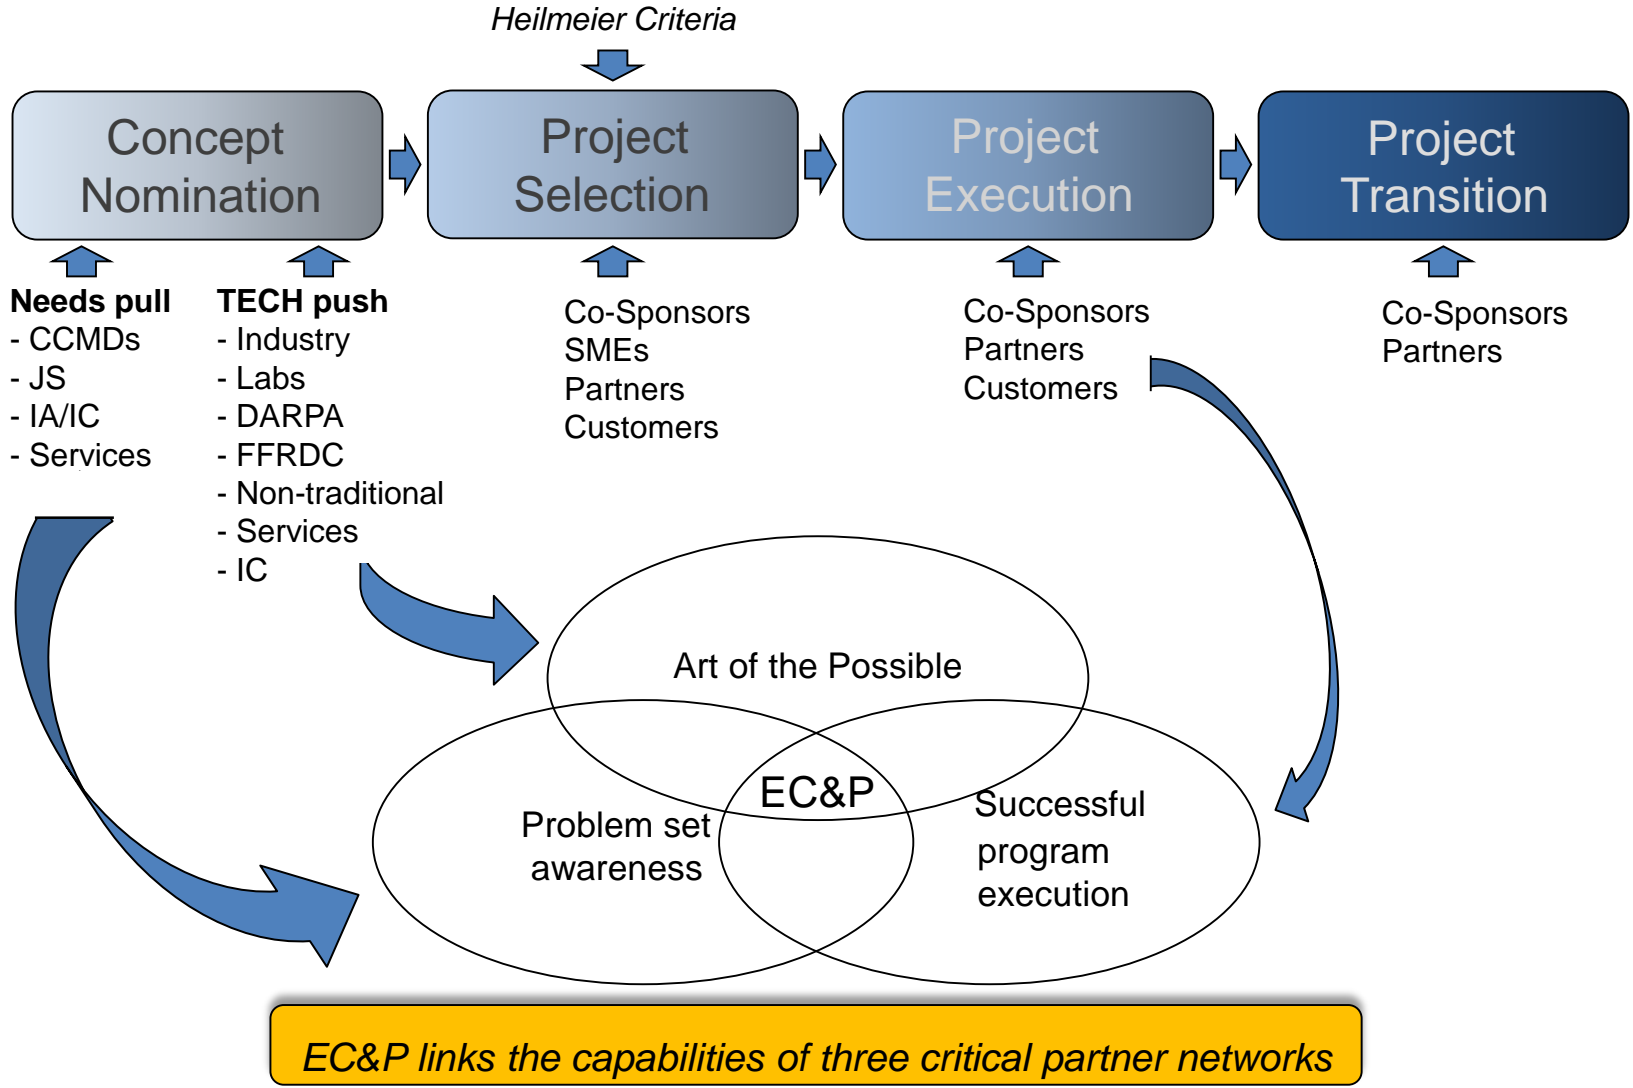 Heilmeier Criteria
Concept
Nomination
Project
Selection
Project
Execution
Project
Transition
Needs pull
- CCMDs
- JS
- IA/IC
- Services
TECH push
- Industry
- Labs
- DARPA
- FFRDC
- Non-traditional
- Services
- IC
Co-Sponsors
SMEs
Partners
Customers
Co-Sponsors
Partners
Customers
Co-Sponsors
Partners
Art of the Possible
EC&P
Problem set
awareness
Successful
program
execution
EC&P links the capabilities of three critical partner networks